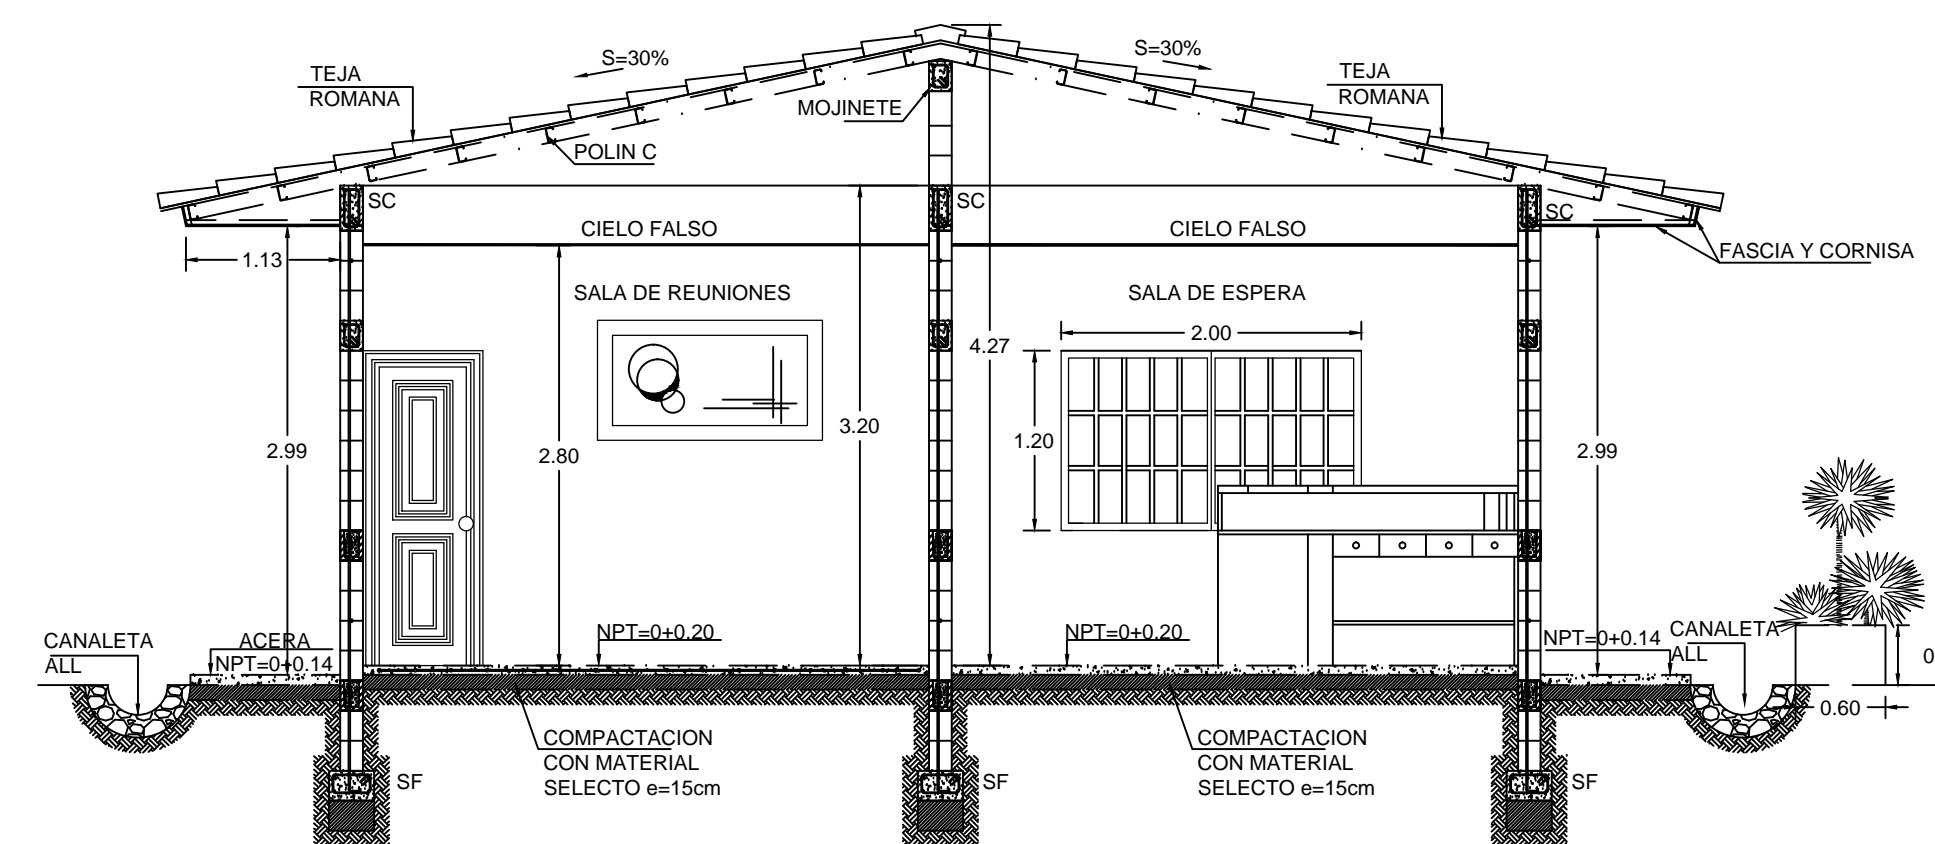 S=30%
S=30%
TEJA
ROMANA
TEJA
ROMANA
MOJINETE
POLIN C
SC
SC
SC
CIELO FALSO
CIELO FALSO
FASCIA Y CORNISA
1.13
SALA DE REUNIONES
SALA DE ESPERA
2.00
4.27
3.20
1.20
2.99
2.80
2.99
NPT=0+0.20
NPT=0+0.20
CANALETA
ALL
ACERA
NPT=0+0.14
NPT=0+0.14
CANALETA
ALL
0
0.60
COMPACTACION
CON MATERIAL
SELECTO e=15cm
COMPACTACION
CON MATERIAL
SELECTO e=15cm
SF
SF
SF